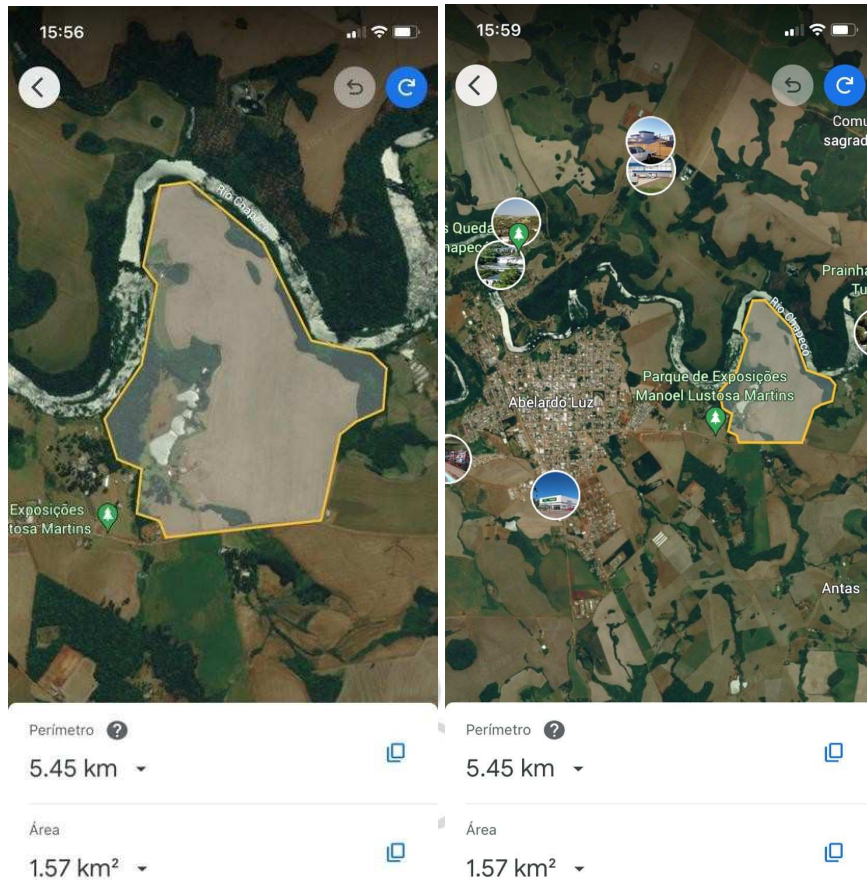 15:56
Rio Chapecó
Exposições
tosa Martins
Perímetro ?
5.45 km
Área
1.57 km²
15:59
Comu
sagrad
s Queda
hapecó
Prainha
Tu
Rio Chapecó
Parque de Exposições
Manoel Lustosa Martins
Abelardo Luz
Antas
Perímetro ?
5.45 km
Área
1.57 km²